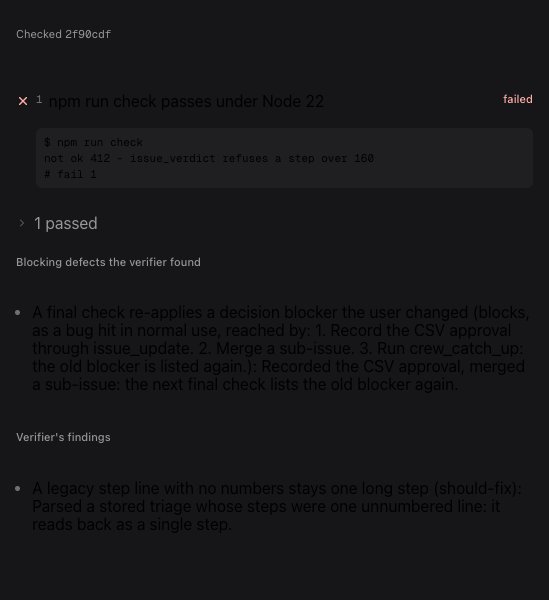 Checked 2f90cdf
× 1 npm run check passes under Node 22 failed
$ npm run check
not ok 412 - issue_verdict refuses a step over 160
# fail 1
› 1 passed
Blocking defects the verifier found
• A final check re-applies a decision blocker the user changed (blocks,
as a bug hit in normal use, reached by: 1. Record the CSV approval
through issue_update. 2. Merge a sub-issue. 3. Run crew_catch_up:
the old blocker is listed again.): Recorded the CSV approval, merged
a sub-issue: the next final check lists the old blocker again.
Verifier's findings
• A legacy step line with no numbers stays one long step (should-fix):
Parsed a stored triage whose steps were one unnumbered line: it
reads back as a single step.